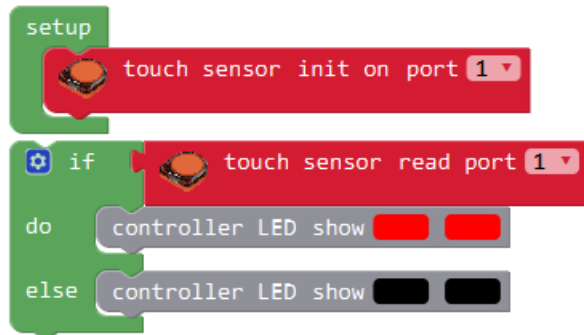 setup
touch sensor init on port 1
if touch sensor read port 1
do controller LED show
else controller LED show